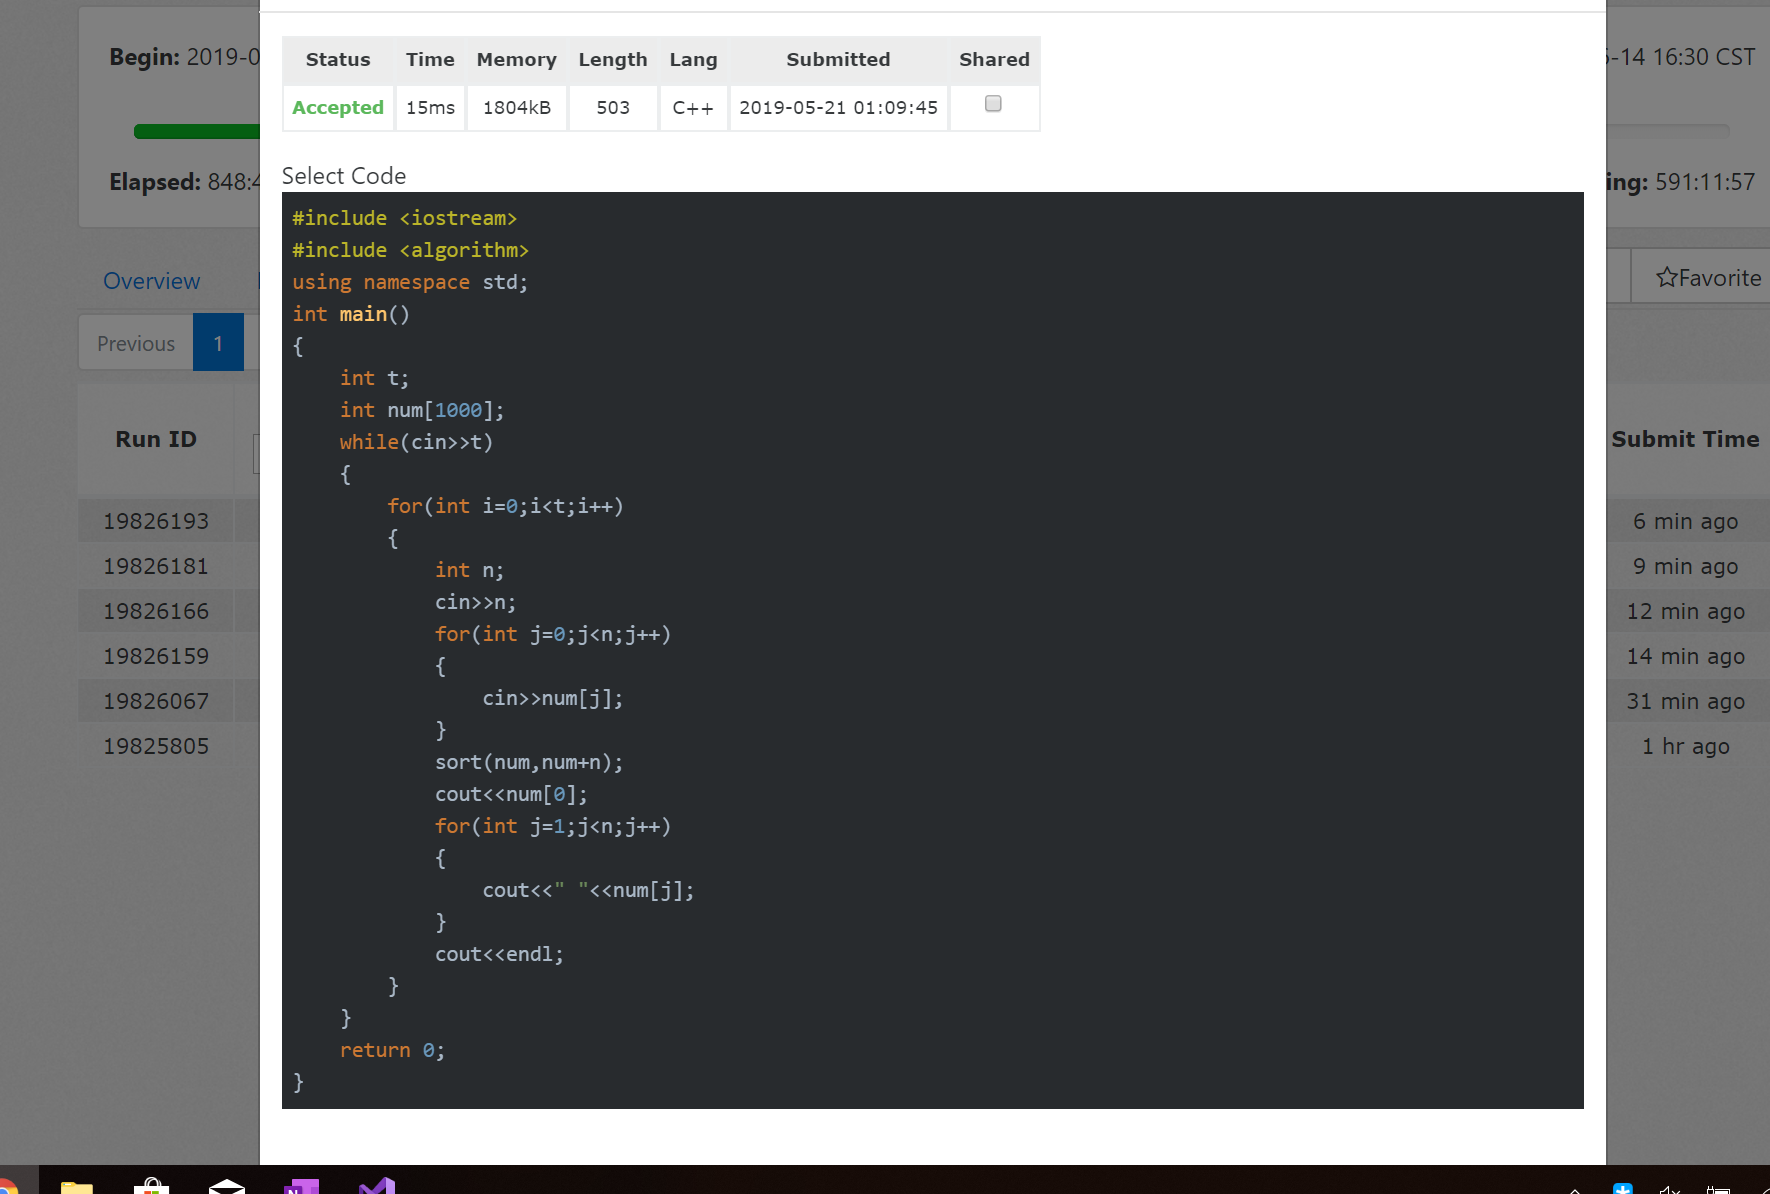 Begin: 2019-0
-14 16:30 CST
Elapsed: 848:4
ing: 591:11:57
Overview
Favorite
Previous 1
Run ID
Submit Time
19826193 6 min ago
19826181 9 min ago
19826166 12 min ago
19826159 14 min ago
19826067 31 min ago
19825805 1 hr ago
Status Time Memory Length Lang Submitted Shared
Accepted 15ms 1804kB 503 C++ 2019-05-21 01:09:45
Select Code
#include <iostream>
#include <algorithm>
using namespace std;
int main()
{
    int t;
    int num[1000];
    while(cin>>t)
    {
        for(int i=0;i<t;i++)
        {
            int n;
            cin>>n;
            for(int j=0;j<n;j++)
            {
                cin>>num[j];
            }
            sort(num,num+n);
            cout<<num[0];
            for(int j=1;j<n;j++)
            {
                cout<<" "<<num[j];
            }
            cout<<endl;
        }
    }
    return 0;
}